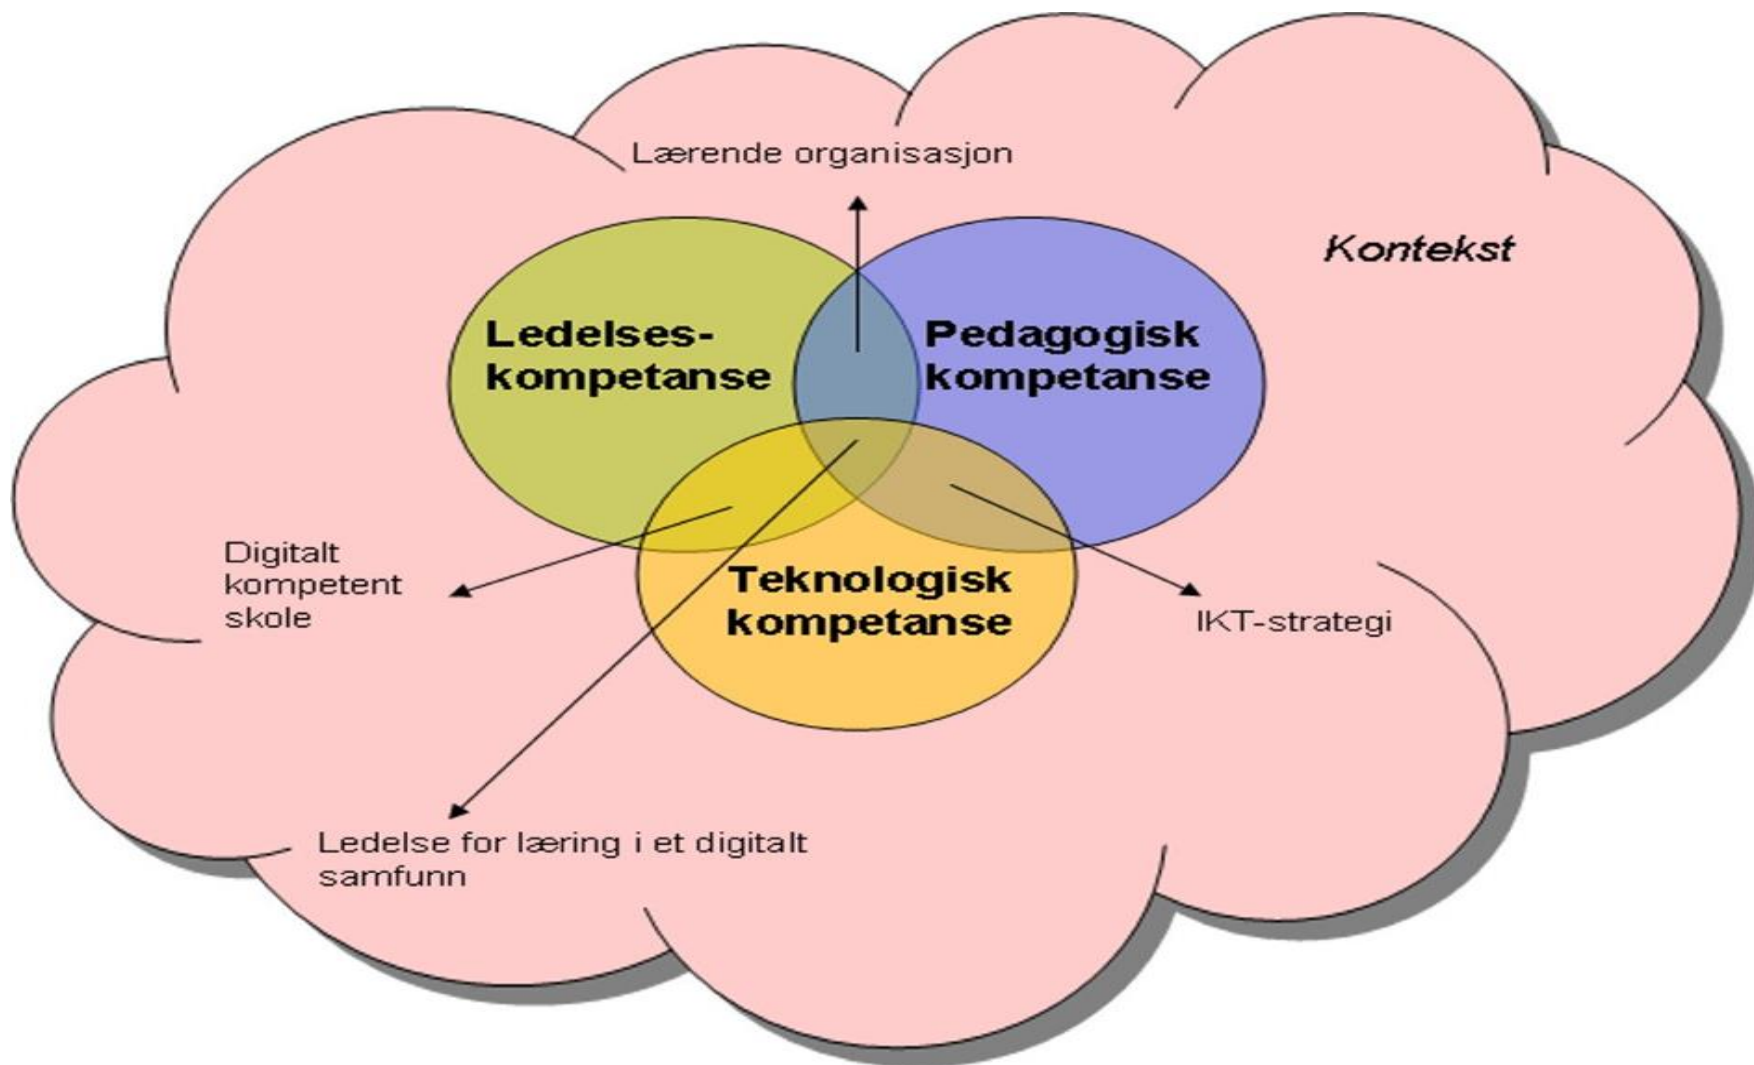 Lærende organisasjon
Kontekst
Ledelses-
kompetanse
Pedagogisk
kompetanse
Digitalt
kompetent
skole
Teknologisk
kompetanse
IKT-strategi
Ledelse for læring i et digitalt
samfunn